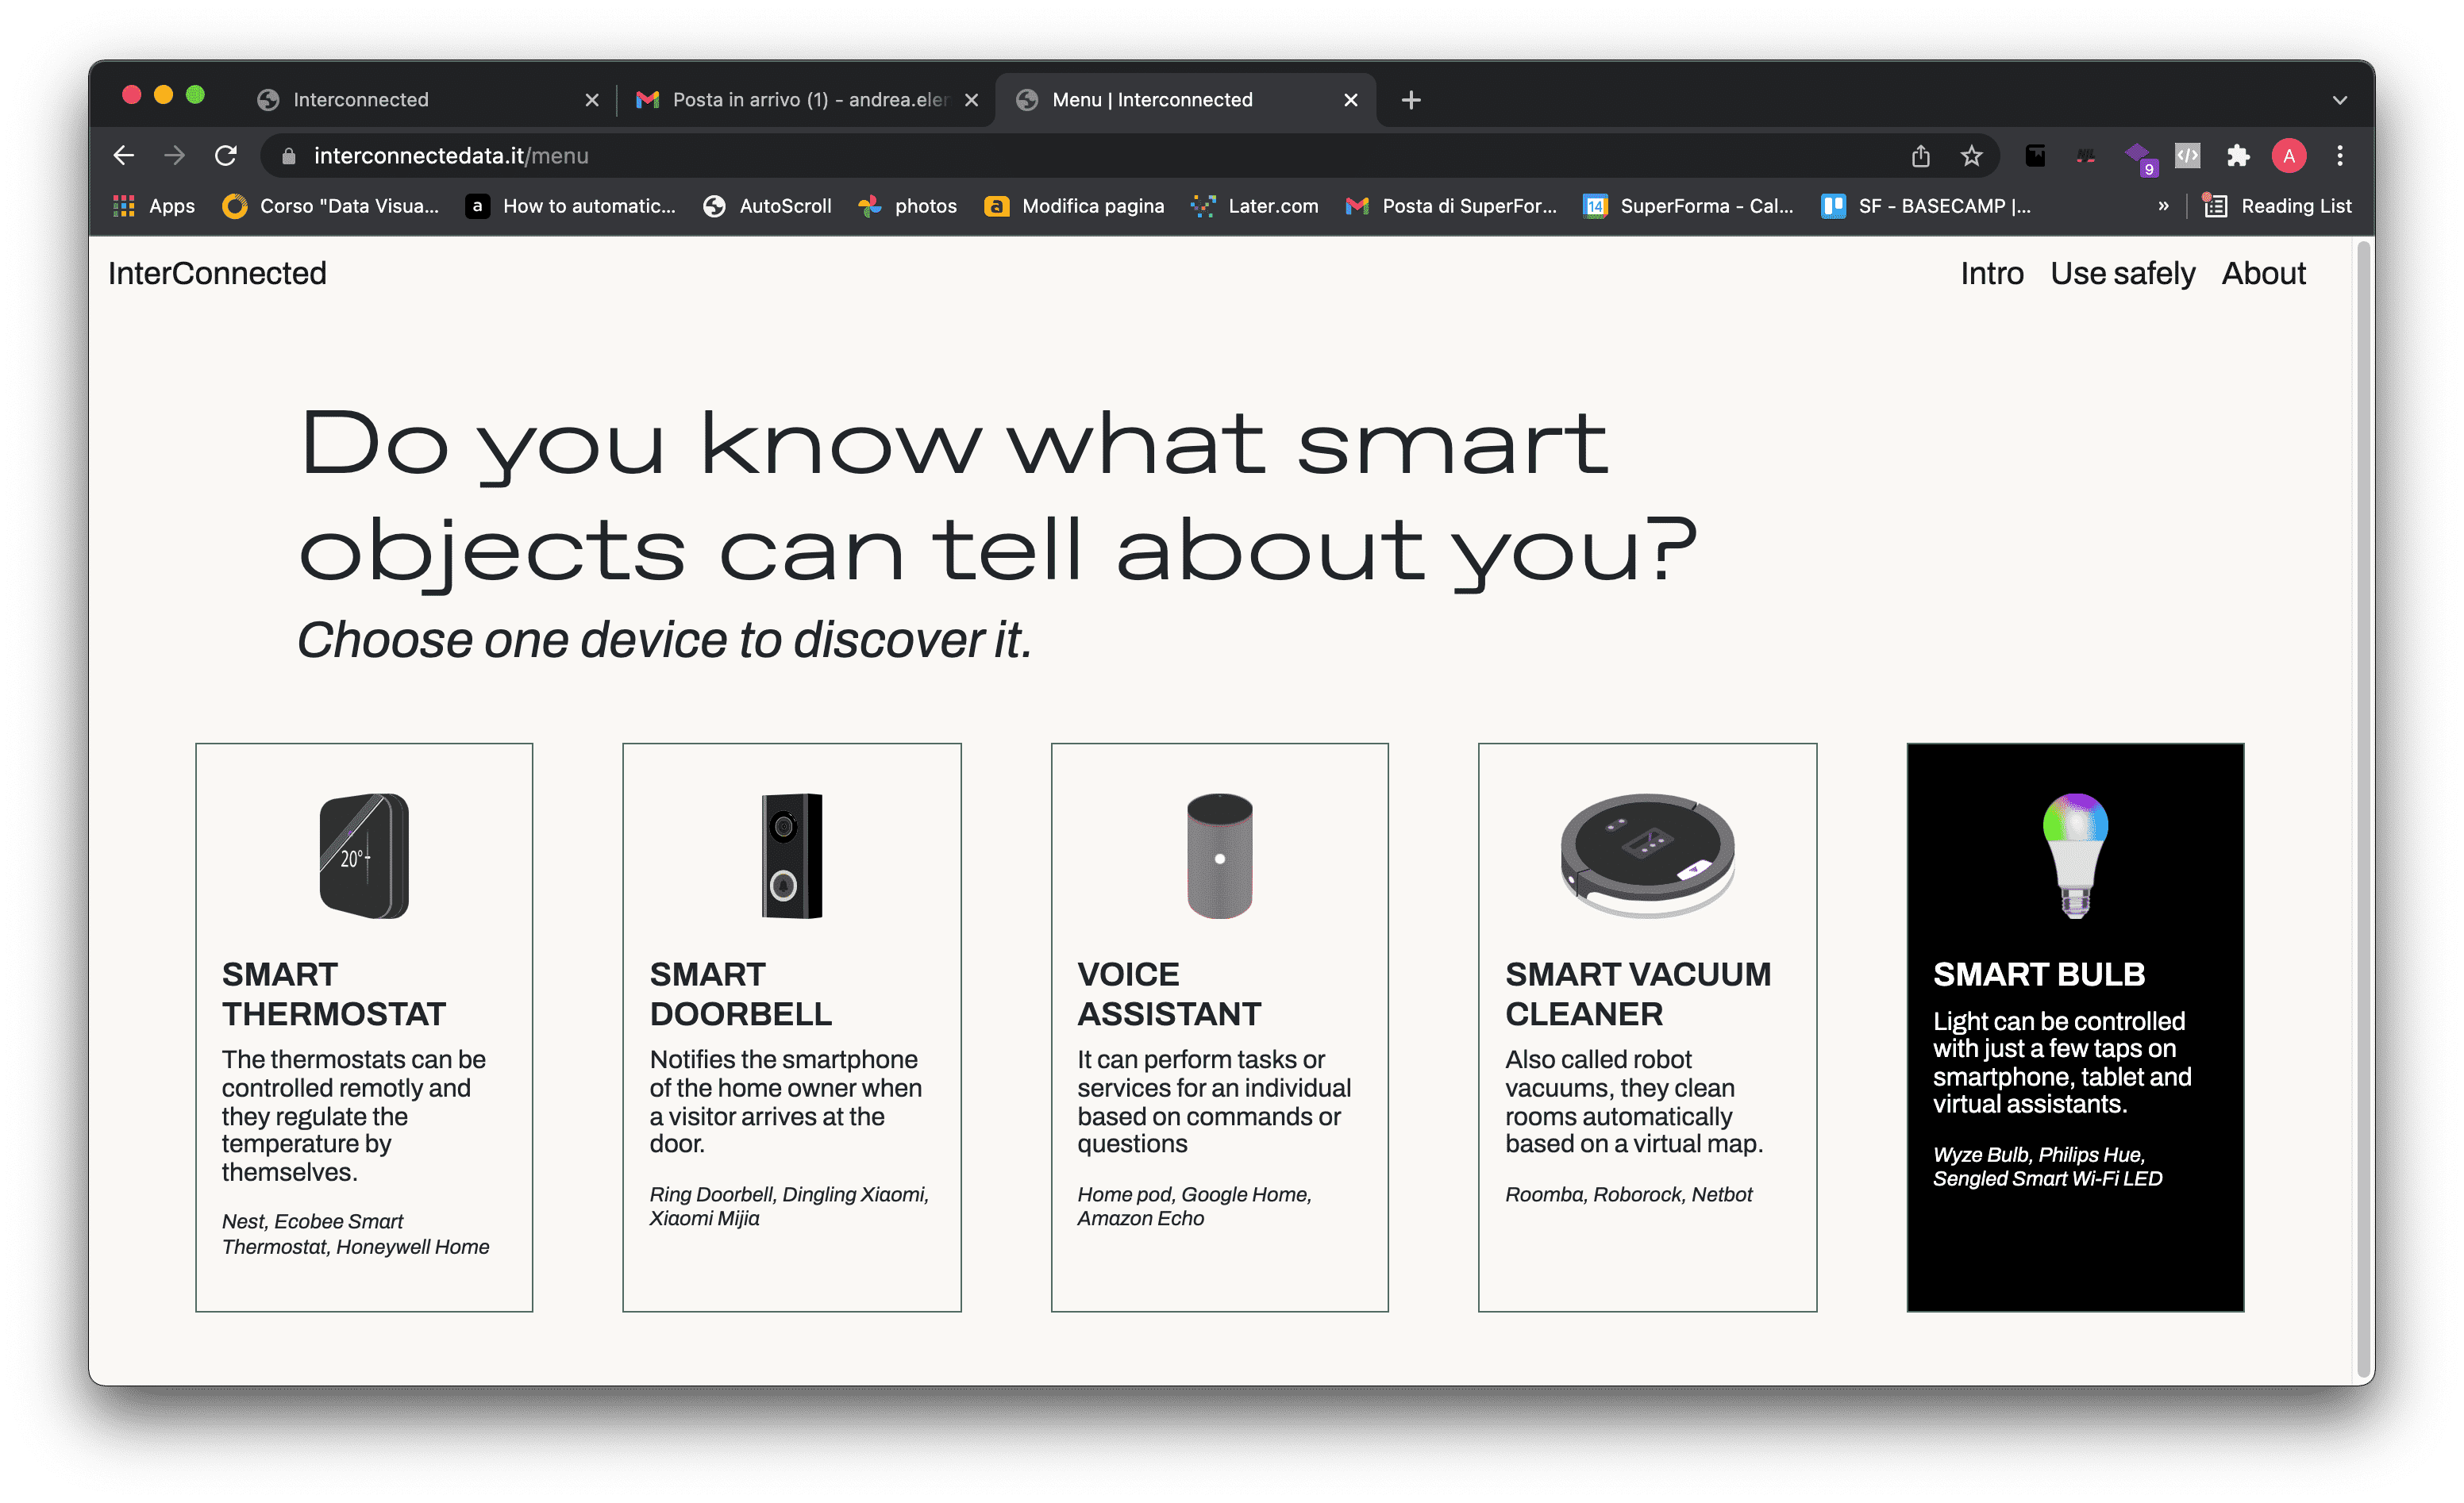 Interconnected
Posta in arrivo (1) - andrea.eler
Menu | Interconnected
interconnectedata.it/menu
9
A
Apps
Corso "Data Visua...
a
How to automatic...
AutoScroll
photos
a
Modifica pagina
Later.com
Posta di SuperFor...
14
SuperForma - Cal...
SF - BASECAMP |...
»
Reading List
InterConnected
Intro
Use safely
About
Do you know what smart
objects can tell about you?
Choose one device to discover it.
20°
SMART
THERMOSTAT
The thermostats can be
controlled remotly and
they regulate the
temperature by
themselves.
Nest, Ecobee Smart
Thermostat, Honeywell Home
SMART
DOORBELL
Notifies the smartphone
of the home owner when
a visitor arrives at the
door.
Ring Doorbell, Dingling Xiaomi,
Xiaomi Mijia
VOICE
ASSISTANT
It can perform tasks or
services for an individual
based on commands or
questions
Home pod, Google Home,
Amazon Echo
SMART VACUUM
CLEANER
Also called robot
vacuums, they clean
rooms automatically
based on a virtual map.
Roomba, Roborock, Netbot
SMART BULB
Light can be controlled
with just a few taps on
smartphone, tablet and
virtual assistants.
Wyze Bulb, Philips Hue,
Sengled Smart Wi-Fi LED